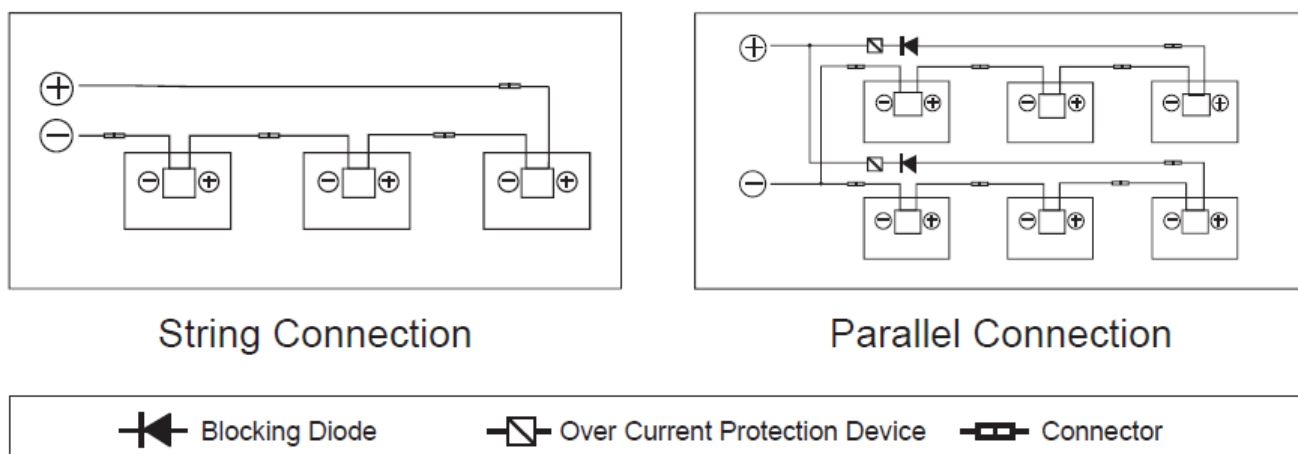 String Connection
Parallel Connection
Blocking Diode
Over Current Protection Device
Connector